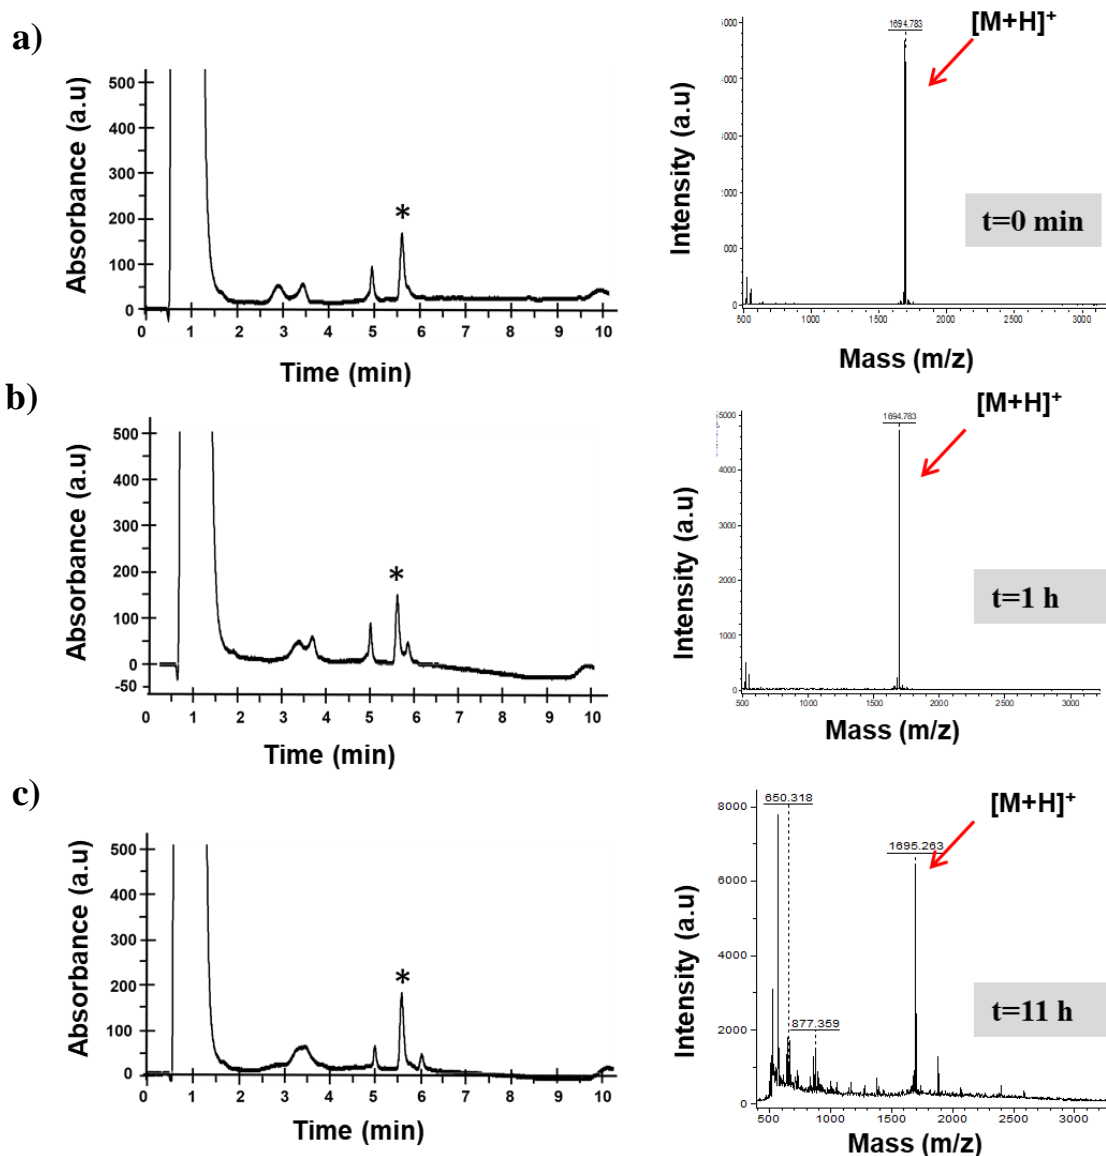 a)
Absorbance (a.u)
500
400
300
200
100
0
*
0 1 2 3 4 5 6 7 8 9 10
Time (min)
Intensity (a.u)
1694.783
[M+H]+
t=0 min
500 1000 1500 2000 2500 3000
Mass (m/z)
b)
Absorbance (a.u)
500
400
300
200
100
0
-50
*
0 1 2 3 4 5 6 7 8 9 10
Time (min)
Intensity (a.u)
5000
4000
3000
2000
1000
0
1694.783
[M+H]+
t=1 h
500 1000 1500 2000 2500 3000
Mass (m/z)
c)
Absorbance (a.u)
500
400
300
200
100
0
*
0 1 2 3 4 5 6 7 8 9 10
Time (min)
Intensity (a.u)
8000
6000
4000
2000
0
650.318
877.359
1695.263
[M+H]+
t=11 h
500 1000 1500 2000 2500 3000
Mass (m/z)